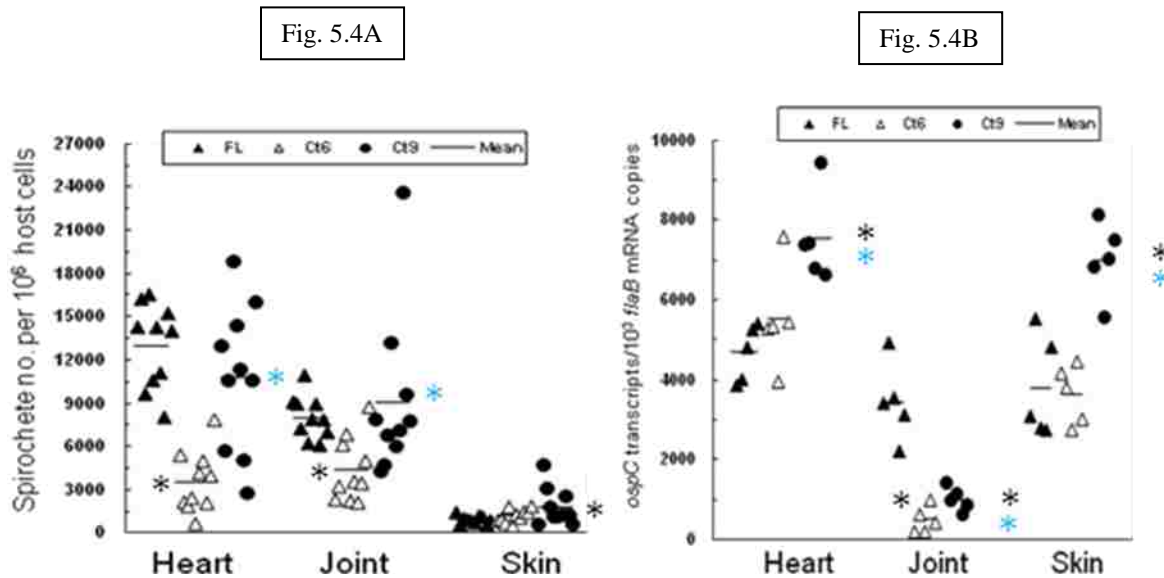 Fig. 5.4A
Fig. 5.4B
FL Ct6 Ct9 Mean
27000
24000
21000
18000
15000
12000
9000
6000
3000
0
Spirochete no. per 10⁶ host cells
Heart Joint Skin
FL Ct6 Ct9 Mean
10000
8000
6000
4000
2000
0
ospC transcripts/10³ flaB mRNA copies
Heart Joint Skin